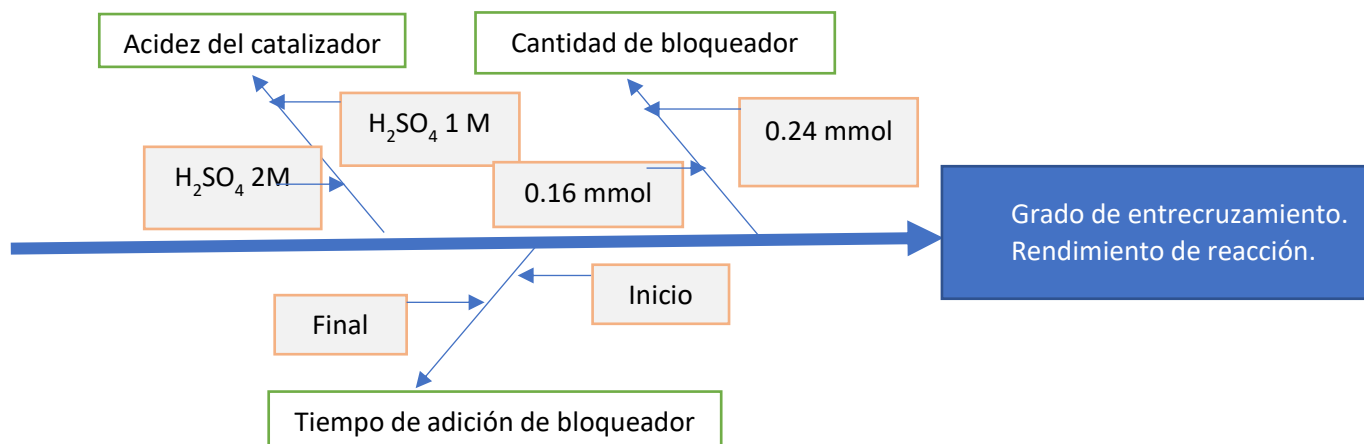 Acidez del catalizador
Cantidad de bloqueador
H₂SO₄ 1 M
0.24 mmol
H₂SO₄ 2M
0.16 mmol
Grado de entrecruzamiento.
Rendimiento de reacción.
Inicio
Final
Tiempo de adición de bloqueador